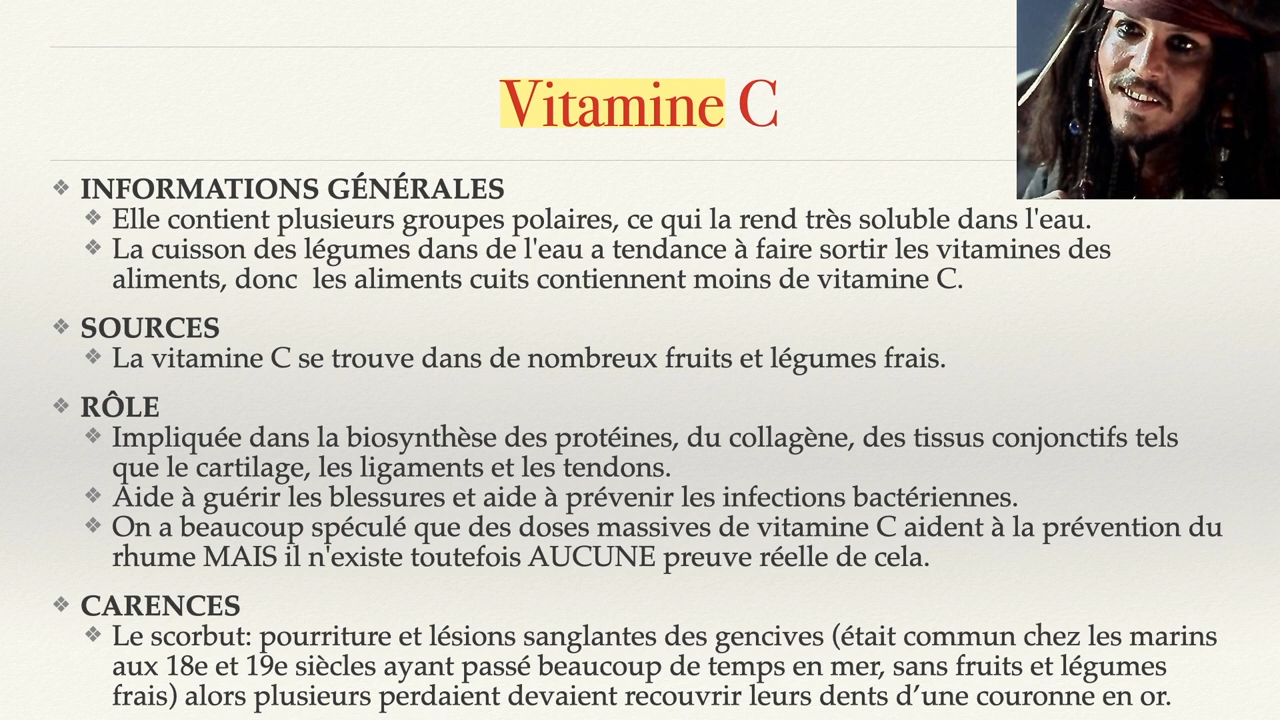 Vitamine C
INFORMATIONS GÉNÉRALES
Elle contient plusieurs groupes polaires, ce qui la rend très soluble dans l'eau.
La cuisson des légumes dans de l'eau a tendance à faire sortir les vitamines des
aliments, donc  les aliments cuits contiennent moins de vitamine C.
SOURCES
La vitamine C se trouve dans de nombreux fruits et légumes frais.
RÔLE
Impliquée dans la biosynthèse des protéines, du collagène, des tissus conjonctifs tels
que le cartilage, les ligaments et les tendons.
Aide à guérir les blessures et aide à prévenir les infections bactériennes.
On a beaucoup spéculé que des doses massives de vitamine C aident à la prévention du
rhume MAIS il n'existe toutefois AUCUNE preuve réelle de cela.
CARENCES
Le scorbut: pourriture et lésions sanglantes des gencives (était commun chez les marins
aux 18e et 19e siècles ayant passé beaucoup de temps en mer, sans fruits et légumes
frais) alors plusieurs perdaient devaient recouvrir leurs dents d’une couronne en or.